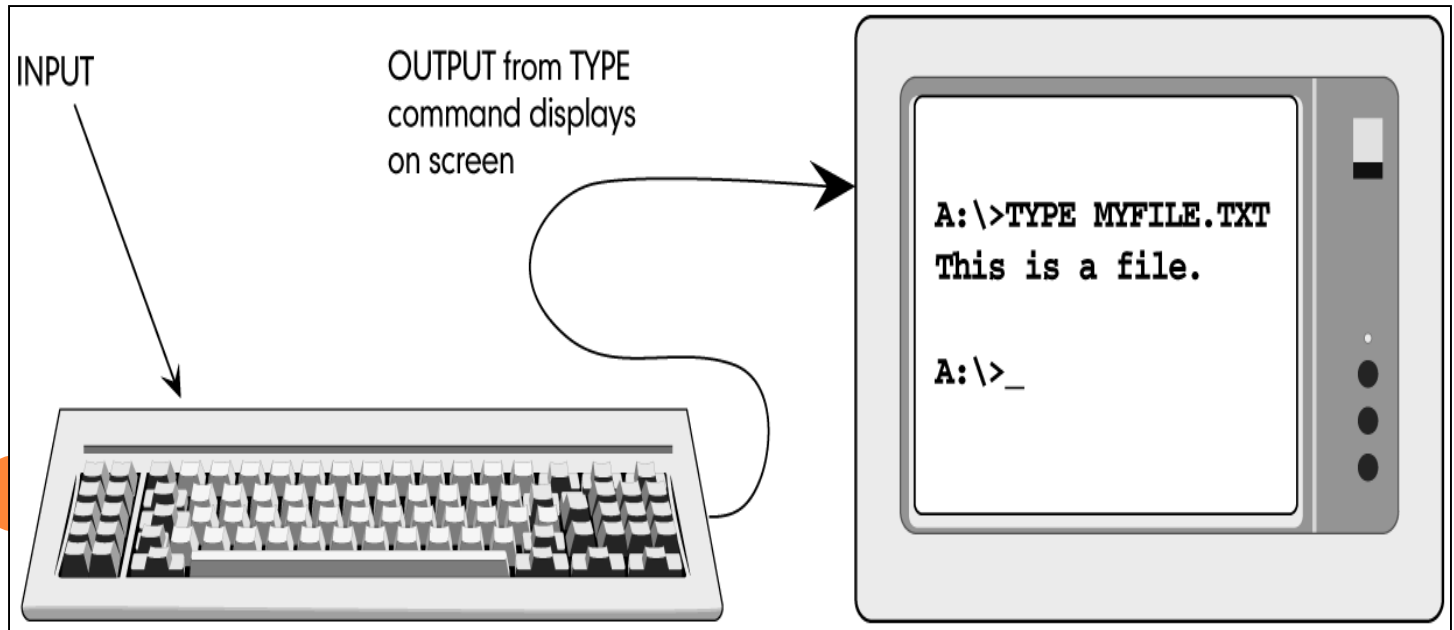 INPUT
OUTPUT from TYPE
command displays
on screen
A:\>TYPE MYFILE.TXT
This is a file.
A:\>_